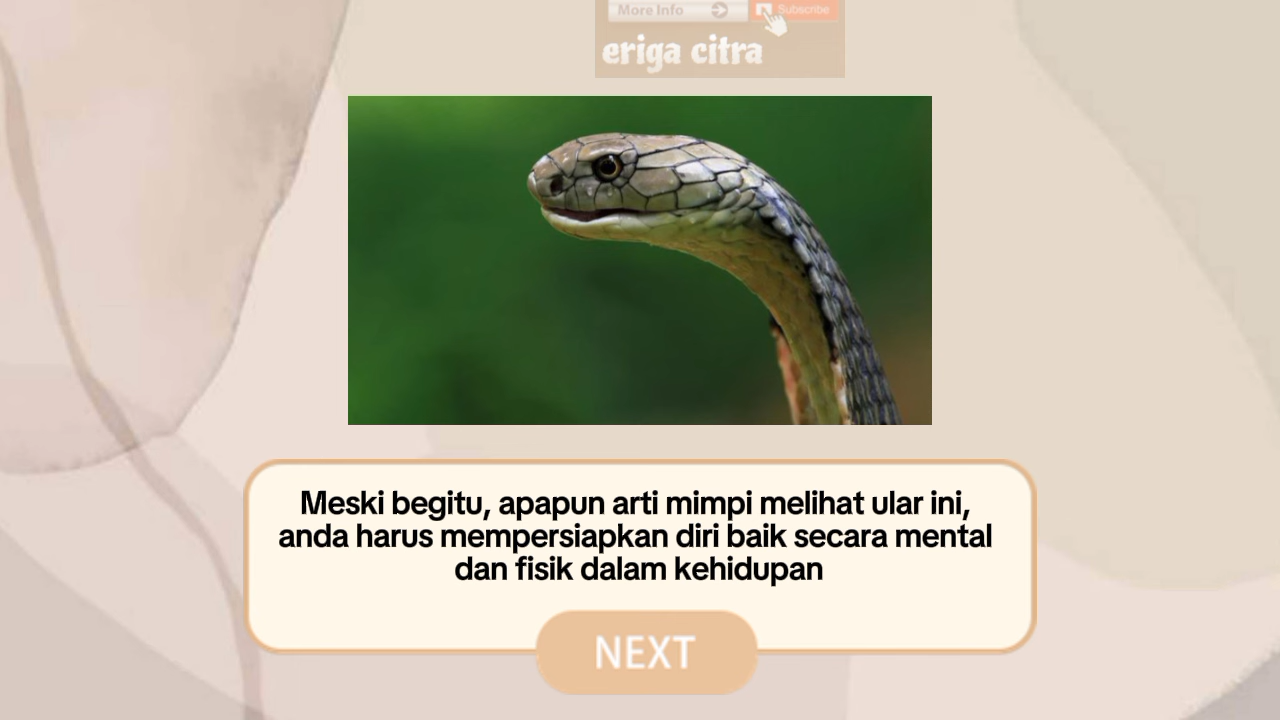 More Info
Subscribe
eriga citra
Meski begitu, apapun arti mimpi melihat ular ini,
anda harus mempersiapkan diri baik secara mental
dan fisik dalam kehidupan
NEXT